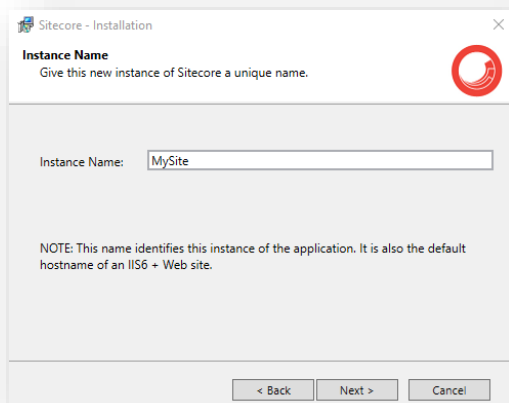 Sitecore - Installation
Instance Name
Give this new instance of Sitecore a unique name.
Instance Name: MySite
NOTE: This name identifies this instance of the application. It is also the default
hostname of an IIS6 + Web site.
< Back Next > Cancel